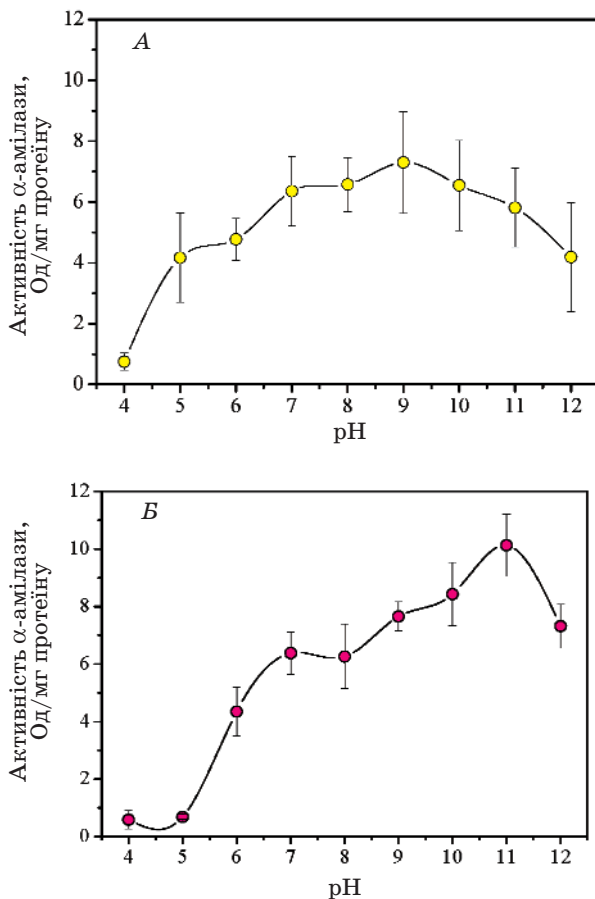 А
12
10
8
6
4
2
0
Активність α-амілази,
Од/мг протеїну
4 5 6 7 8 9 10 11 12
pH
Б
12
10
8
6
4
2
0
Активність α-амілази,
Од/мг протеїну
4 5 6 7 8 9 10 11 12
pH